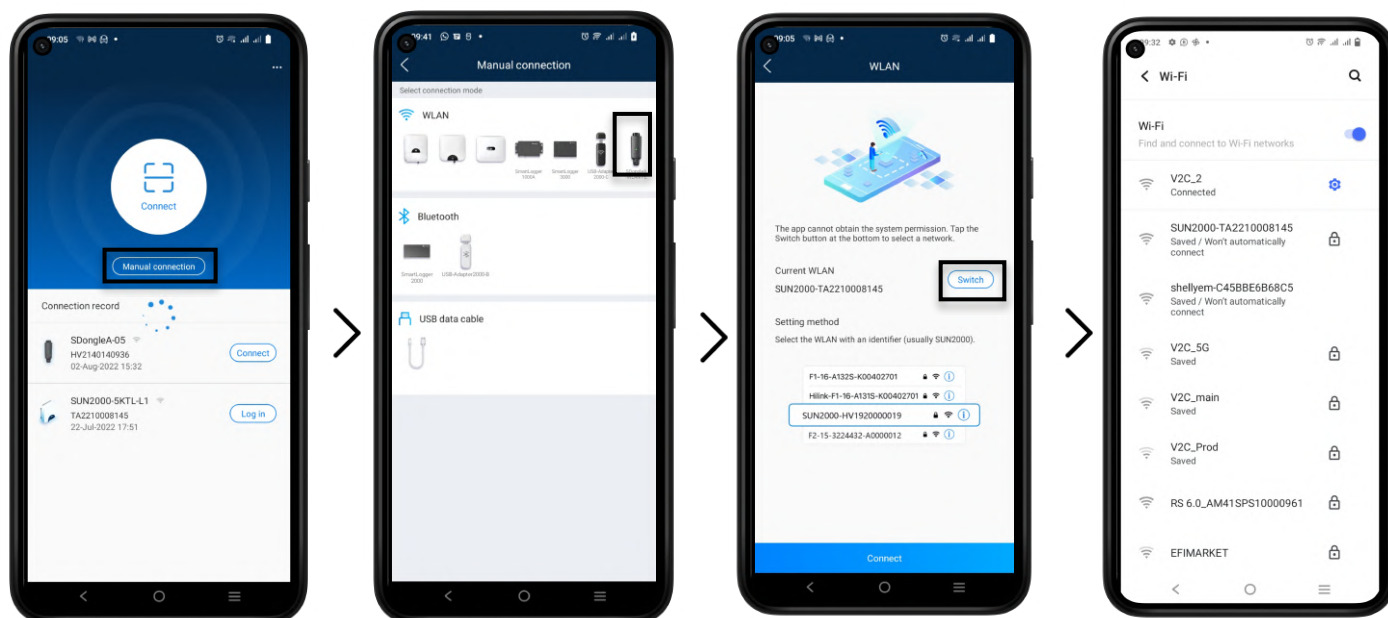 09:05
Connect
Manual connection
Connection record
SDongleA-05
HV2140140936
02-Aug-2022 15:32
Connect
SUN2000-5KTL-L1
TA2210008145
22-Jul-2022 17:51
Log in
09:41
Manual connection
Select connection mode
WLAN
SmartLogger
1000A
SmartLogger
3000
USB-Adapter
2000-C
Bluetooth
SmartLogger
2000
USB-Adapter2000-B
USB data cable
09:05
WLAN
The app cannot obtain the system permission. Tap the
Switch button at the bottom to select a network.
Current WLAN
SUN2000-TA2210008145
Switch
Setting method
Select the WLAN with an identifier (usually SUN2000).
F1-16-A132S-K00402701
Hilink-F1-16-A131S-K00402701
SUN2000-HV1920000019
F2-15-3224432-A0000012
Connect
09:32
Wi-Fi
Wi-Fi
Find and connect to Wi-Fi networks
V2C_2
Connected
SUN2000-TA2210008145
Saved / Won't automatically
connect
shellyem-C45BBE6B68C5
Saved / Won't automatically
connect
V2C_5G
Saved
V2C_main
Saved
V2C_Prod
Saved
RS 6.0_AM41SPS10000961
EFIMARKET